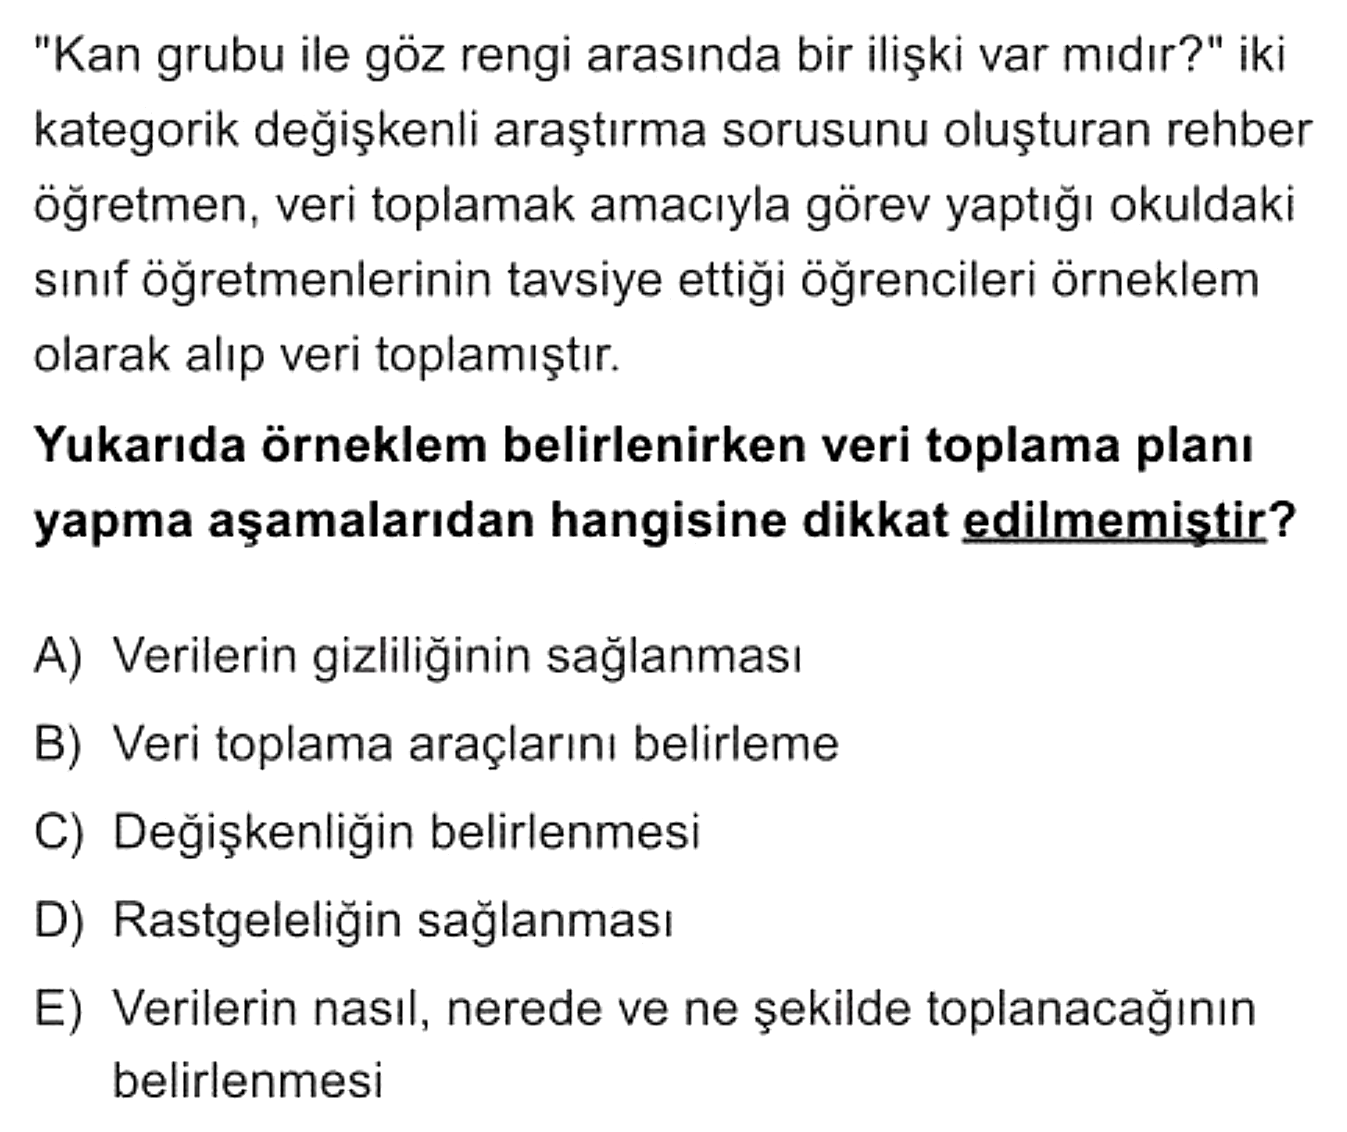 "Kan grubu ile göz rengi arasında bir ilişki var mıdır?" iki
kategorik değişkenli araştırma sorusunu oluşturan rehber
öğretmen, veri toplamak amacıyla görev yaptığı okuldaki
sınıf öğretmenlerinin tavsiye ettiği öğrencileri örneklem
olarak alıp veri toplamıştır.
Yukarıda örneklem belirlenirken veri toplama planı
yapma aşamalarıdan hangisine dikkat edilmemiştir?
A) Verilerin gizliliğinin sağlanması
B) Veri toplama araçlarını belirleme
C) Değişkenliğin belirlenmesi
D) Rastgeleliğin sağlanması
E) Verilerin nasıl, nerede ve ne şekilde toplanacağının
belirlenmesi